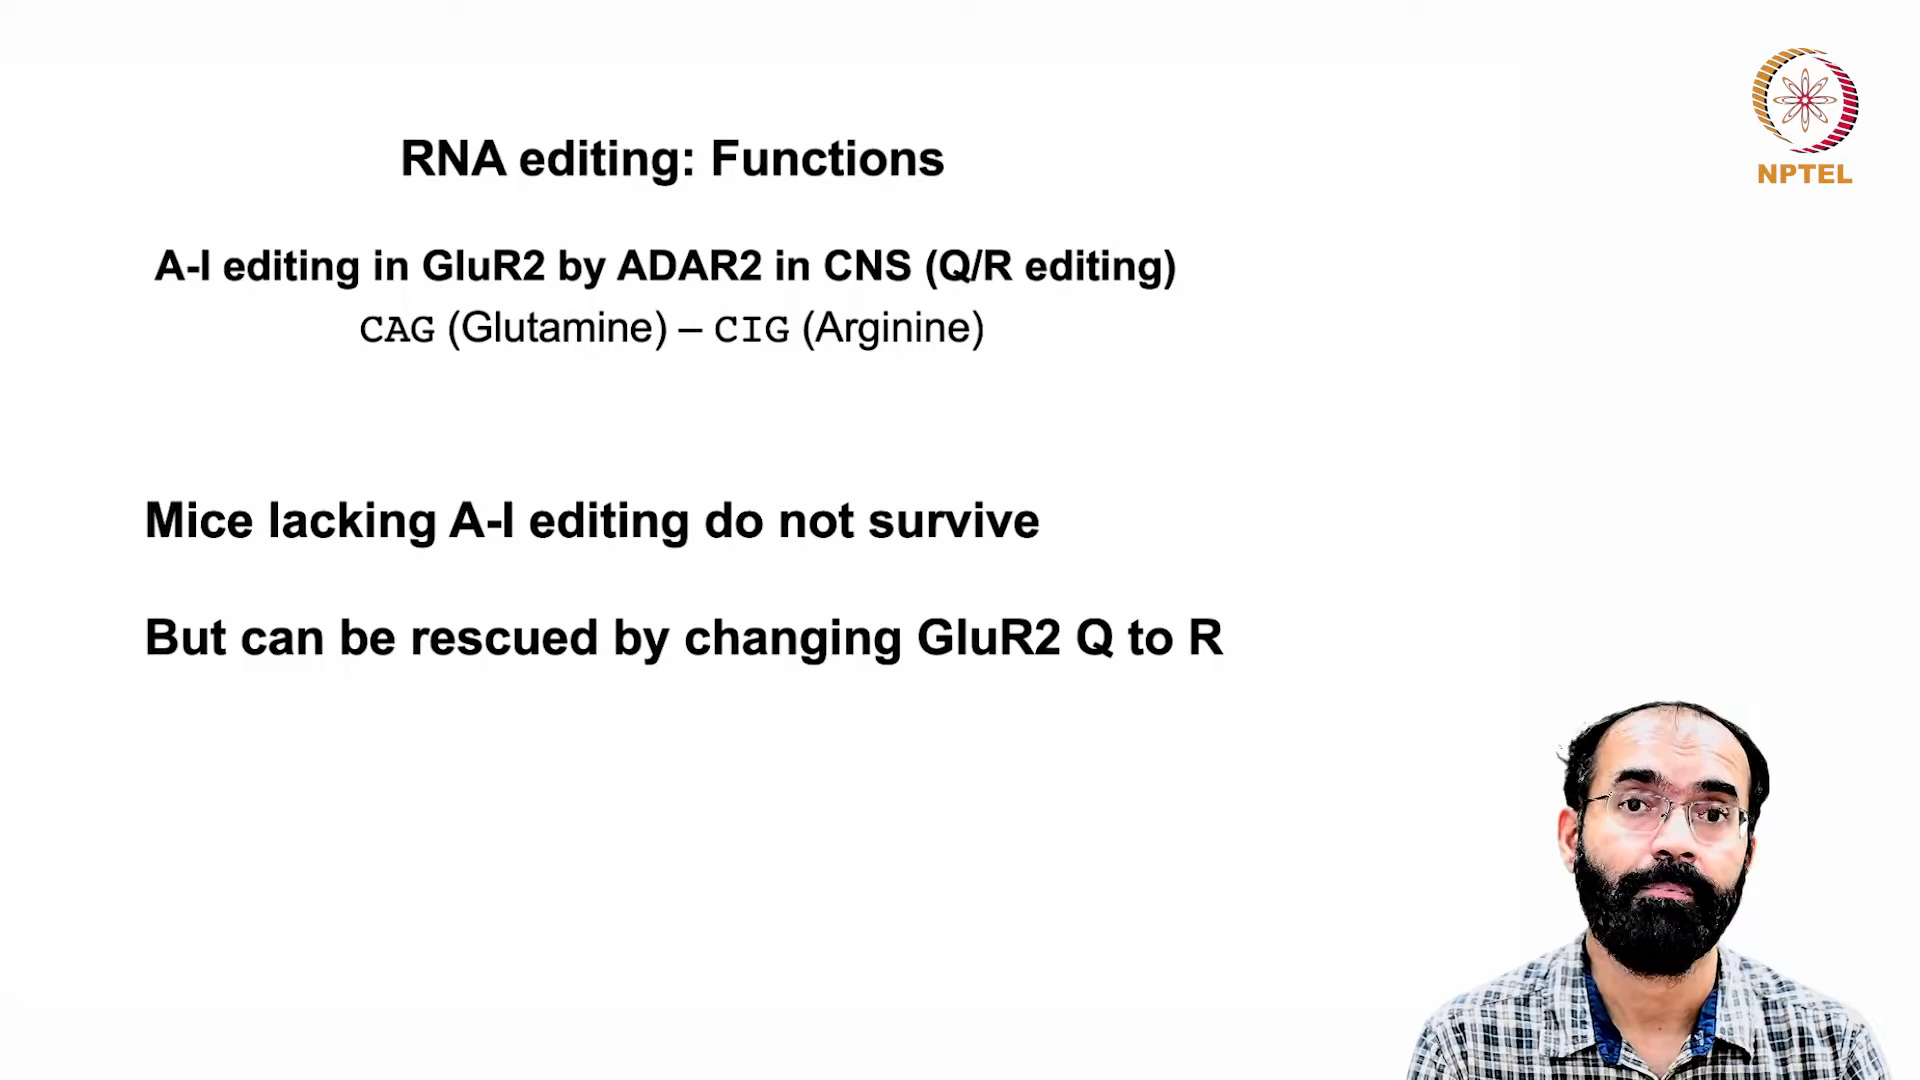 NPTEL
RNA editing: Functions
A-I editing in GluR2 by ADAR2 in CNS (Q/R editing)
CAG (Glutamine) – CIG (Arginine)
Mice lacking A-I editing do not survive
But can be rescued by changing GluR2 Q to R